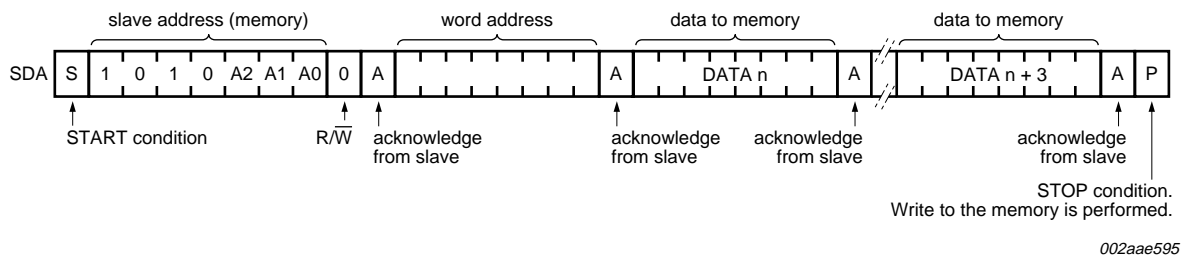 slave address (memory) word address data to memory data to memory
SDA S 1 0 1 0 A2 A1 A0 0 A A DATA n A DATA n + 3 A P
START condition R/W̅ acknowledge from slave acknowledge from slave acknowledge from slave acknowledge from slave
STOP condition.
Write to the memory is performed.
002aae595